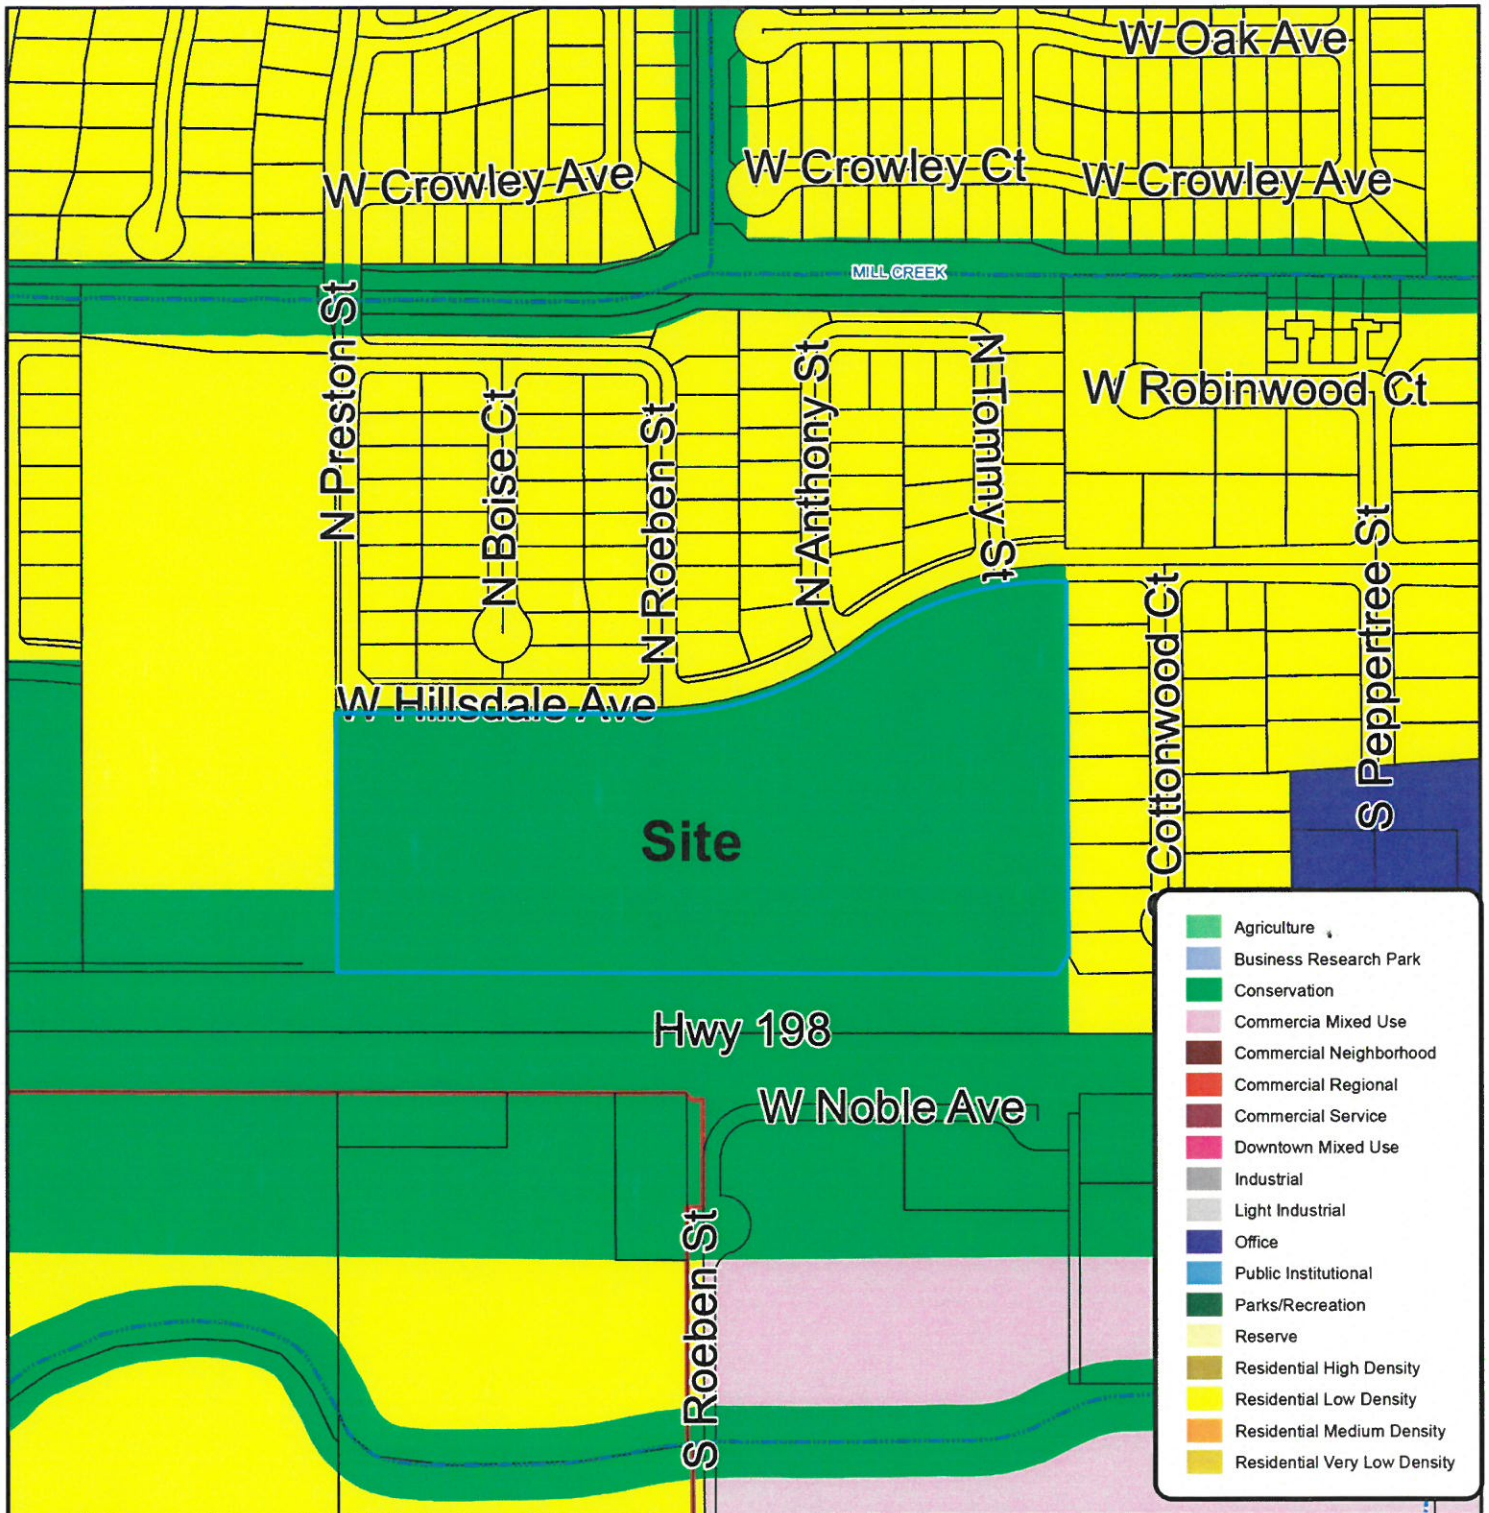 W Oak Ave
W Crowley Ave
W Crowley Ct
W Crowley Ave
MILL CREEK
N Preston St
N Boise Ct
N Roeben St
N Anthony St
N Tommy St
W Robinwood Ct
S Peppertree St
Cottonwood Ct
W Hillsdale Ave
Site
Hwy 198
W Noble Ave
S Roeben St
Agriculture
Business Research Park
Conservation
Commercia Mixed Use
Commercial Neighborhood
Commercial Regional
Commercial Service
Downtown Mixed Use
Industrial
Light Industrial
Office
Public Institutional
Parks/Recreation
Reserve
Residential High Density
Residential Low Density
Residential Medium Density
Residential Very Low Density